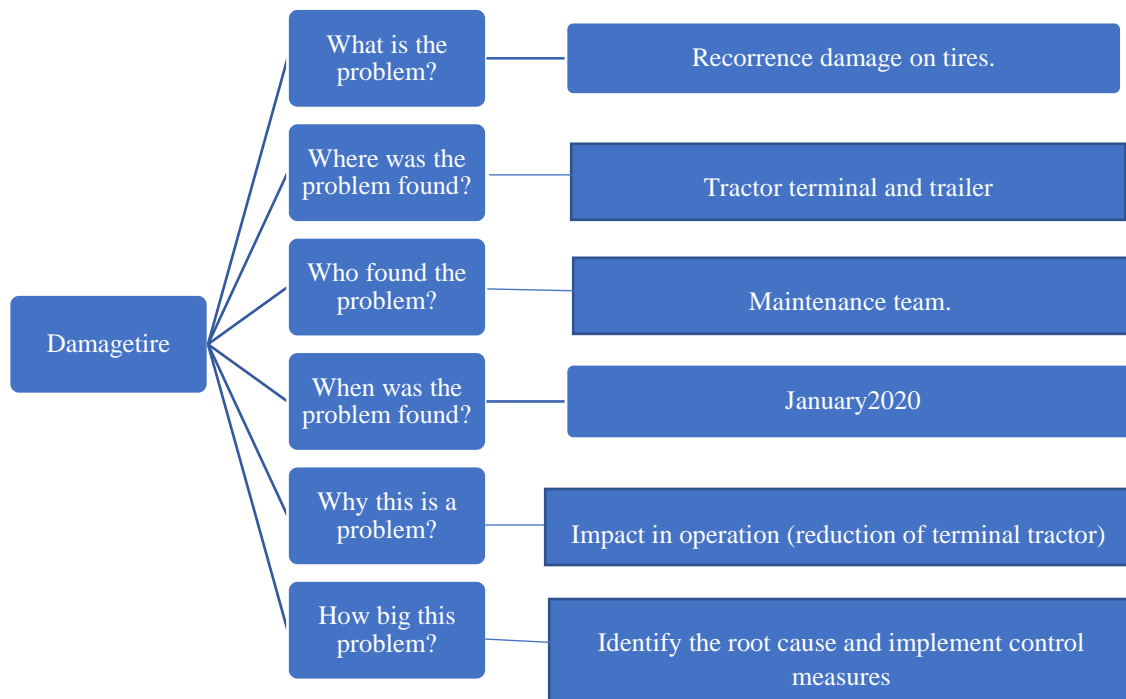 What is the
problem?
Recorrence damage on tires.
Where was the
problem found?
Tractor terminal and trailer
Who found the
problem?
Maintenance team.
Damagetire
When was the
problem found?
January2020
Why this is a
problem?
Impact in operation (reduction of terminal tractor)
How big this
problem?
Identify the root cause and implement control
measures